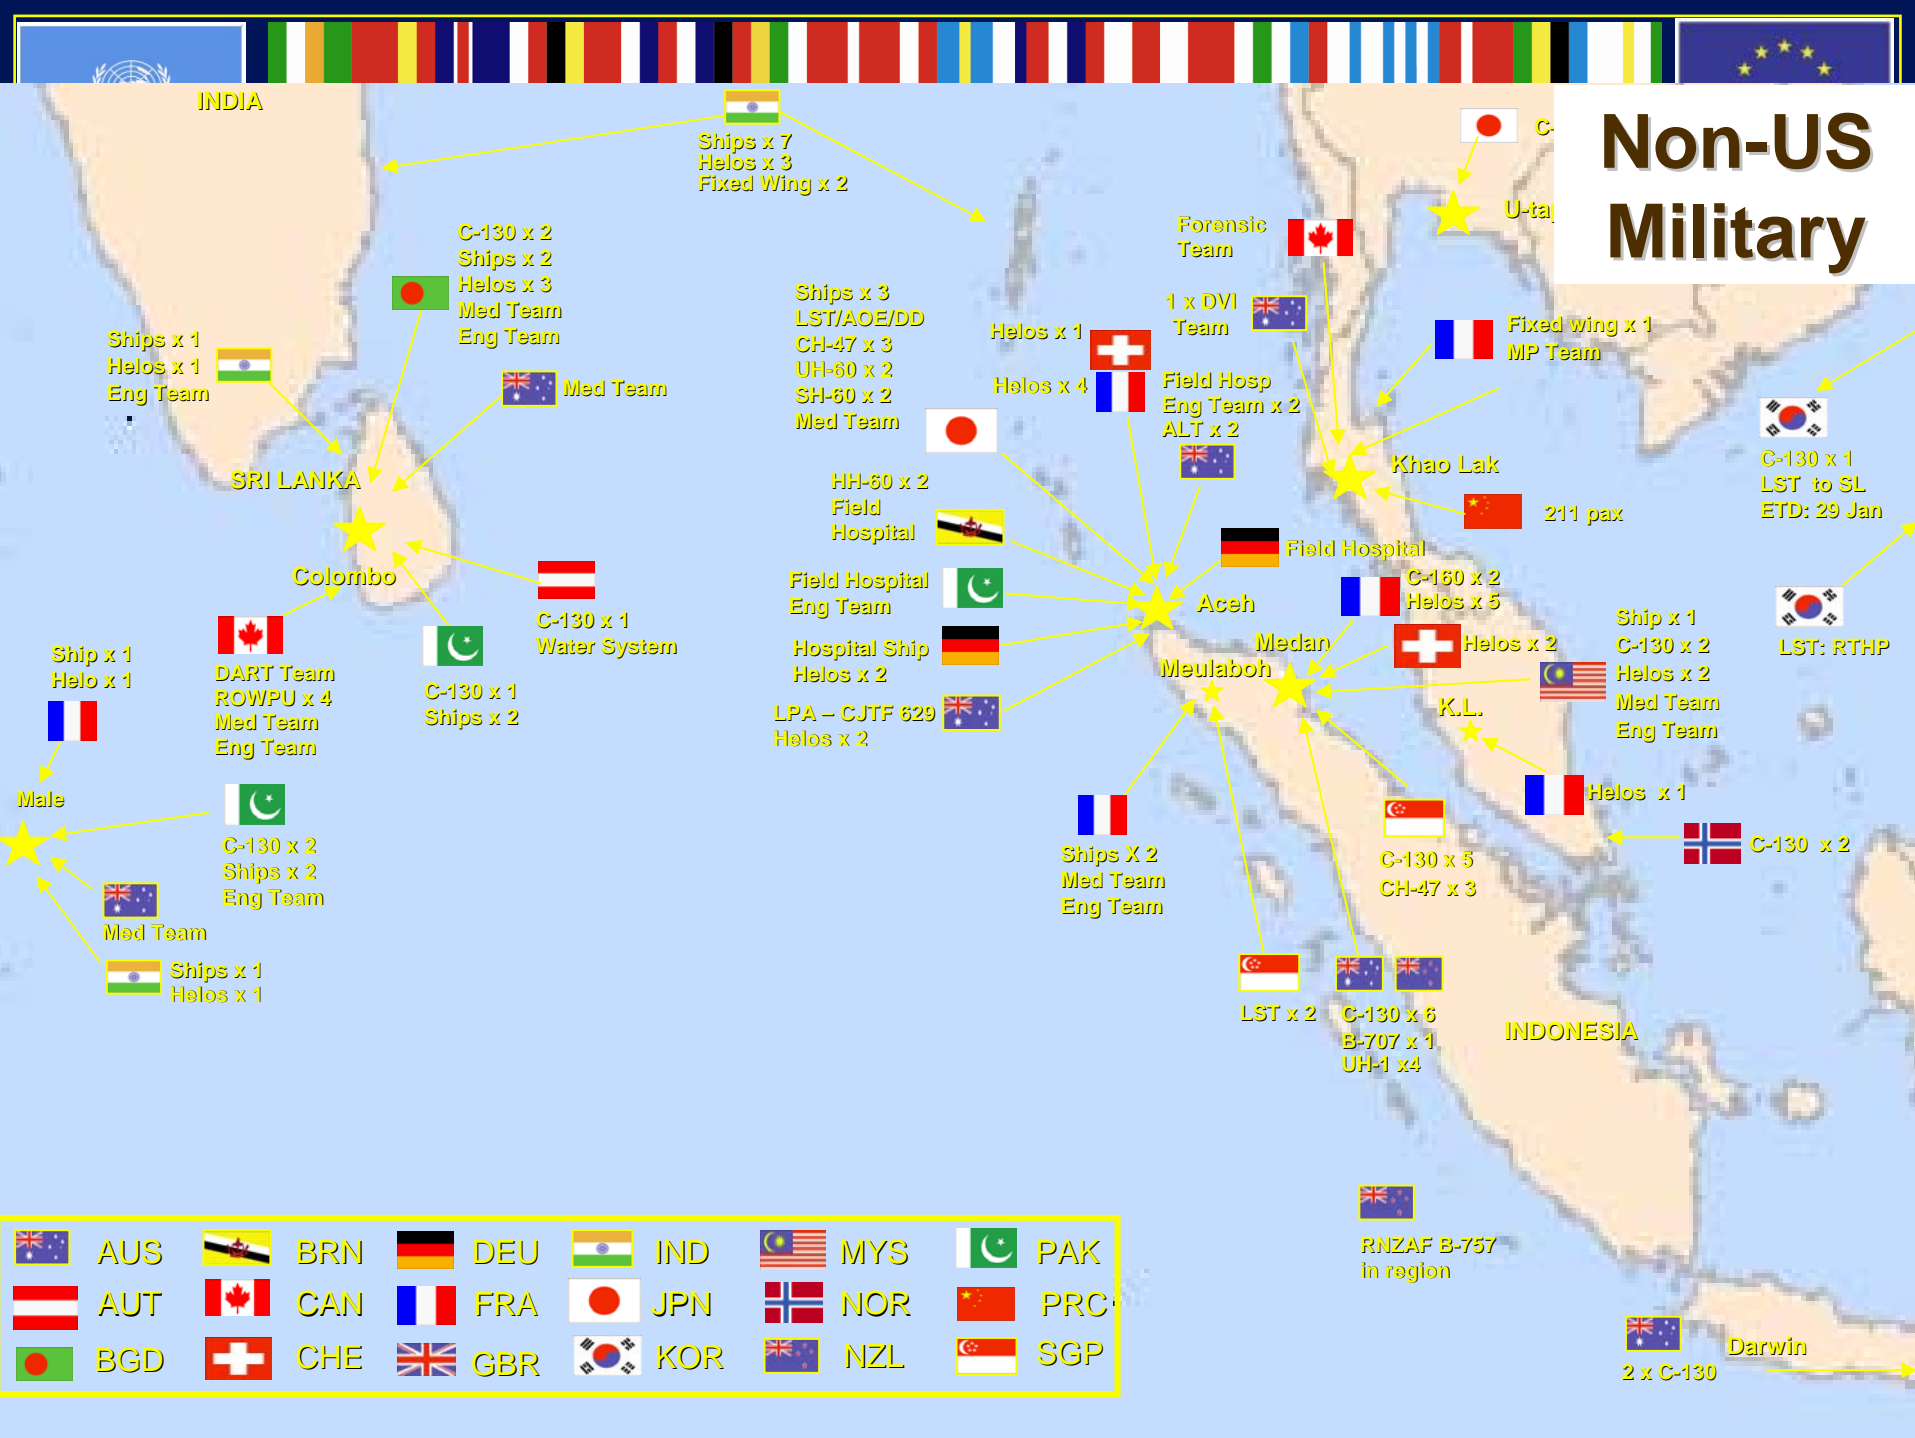 INDIA
Non-US
Military
Ships x 7
Helos x 3
Fixed Wing x 2
C-130 x 2
Ships x 2
Helos x 3
Med Team
Eng Team
Ships x 1
Helos x 1
Eng Team
Med Team
SRI LANKA
Colombo
C-130 x 1
Water System
DART Team
ROWPU x 4
Med Team
Eng Team
C-130 x 1
Ships x 2
Ship x 1
Helo x 1
Male
C-130 x 2
Ships x 2
Eng Team
Med Team
Ships x 1
Helos x 1
Ships x 3
LST/AOE/DD
CH-47 x 3
UH-60 x 2
SH-60 x 2
Med Team
Helos x 1
Helos x 4
Field Hosp
Eng Team x 2
ALT x 2
Forensic
Team
1 x DVI
Team
Fixed wing x 1
MP Team
Khao Lak
211 pax
C-130 x 1
LST to SL
ETD: 29 Jan
LST: RTHP
HH-60 x 2
Field
Hospital
Field Hospital
Eng Team
Hospital Ship
Helos x 2
LPA – CJTF 629
Helos x 2
Field Hospital
Aceh
C-160 x 2
Helos x 5
Medan
Helos x 2
Meulaboh
Ship x 1
C-130 x 2
Helos x 2
Med Team
Eng Team
K.L.
Helos x 1
C-130 x 2
Ships X 2
Med Team
Eng Team
C-130 x 5
CH-47 x 3
LST x 2
C-130 x 6
B-707 x 1
UH-1 x4
INDONESIA
RNZAF B-757
in region
2 x C-130
Darwin
AUS BRN DEU IND MYS PAK
AUT CAN FRA JPN NOR PRC
BGD CHE GBR KOR NZL SGP